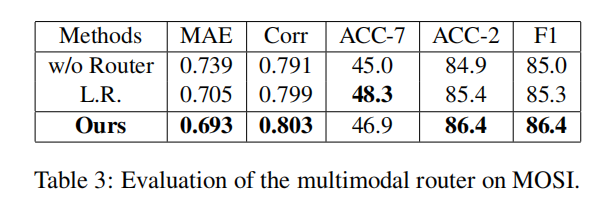 Methods MAE Corr ACC-7 ACC-2 F1
w/o Router 0.739 0.791 45.0 84.9 85.0
L.R. 0.705 0.799 48.3 85.4 85.3
Ours 0.693 0.803 46.9 86.4 86.4
Table 3: Evaluation of the multimodal router on MOSI.